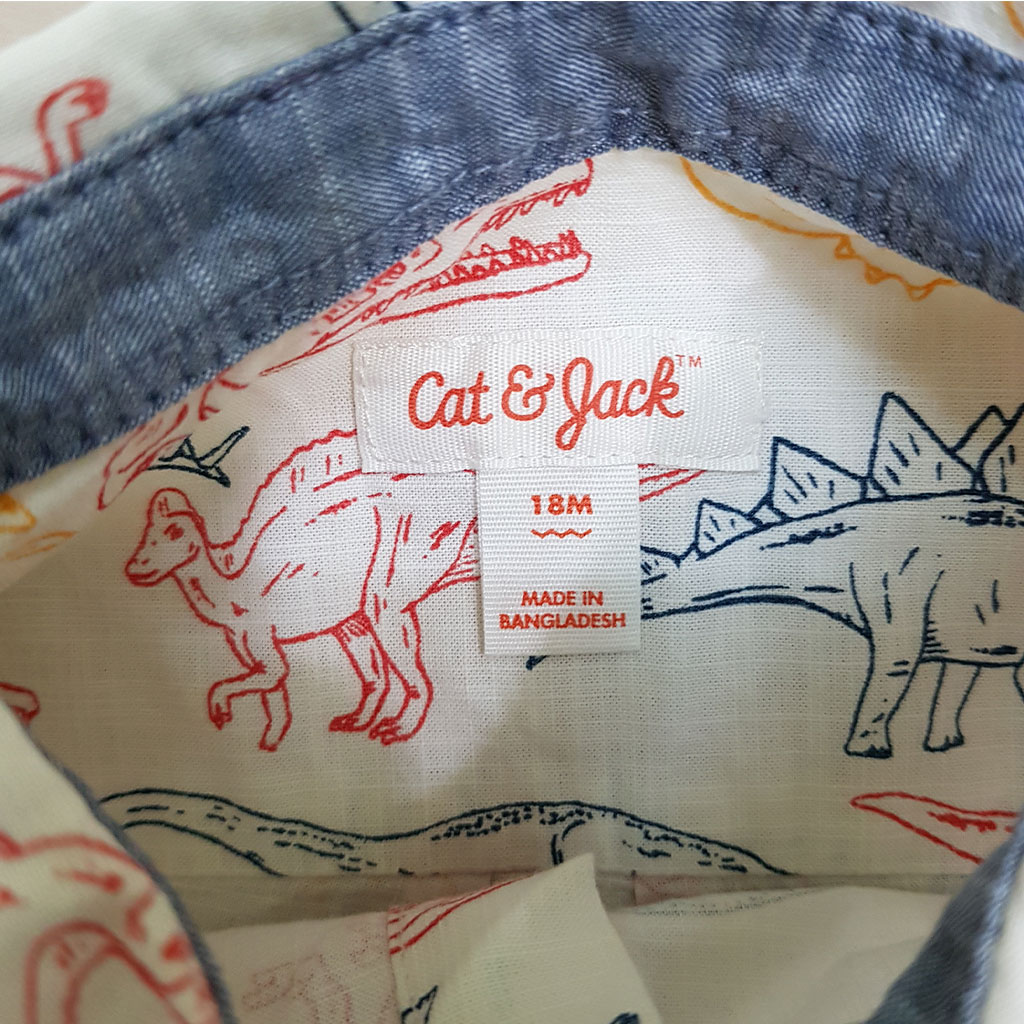 Cat & Jack™
18M
MADE IN
BANGLADESH